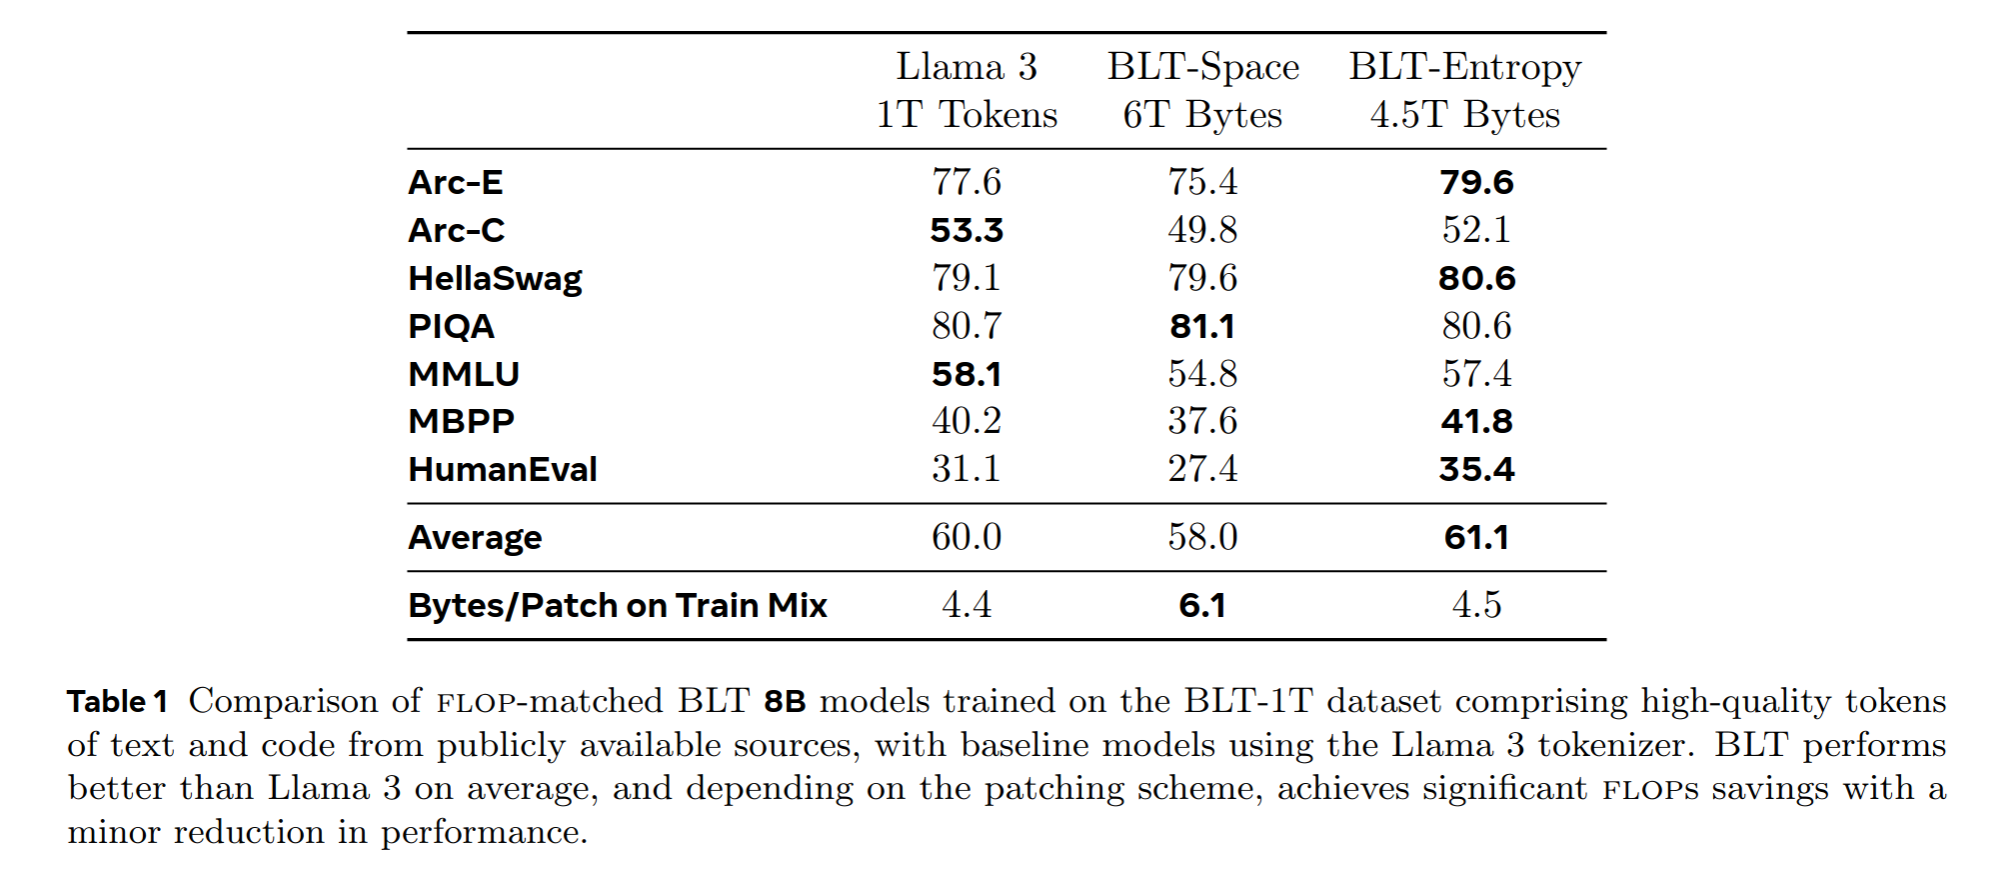 Llama 3 BLT-Space BLT-Entropy
1T Tokens 6T Bytes 4.5T Bytes
Arc-E 77.6 75.4 79.6
Arc-C 53.3 49.8 52.1
HellaSwag 79.1 79.6 80.6
PIQA 80.7 81.1 80.6
MMLU 58.1 54.8 57.4
MBPP 40.2 37.6 41.8
HumanEval 31.1 27.4 35.4
Average 60.0 58.0 61.1
Bytes/Patch on Train Mix 4.4 6.1 4.5
Table 1 Comparison of FLOP-matched BLT 8B models trained on the BLT-1T dataset comprising high-quality tokens
of text and code from publicly available sources, with baseline models using the Llama 3 tokenizer. BLT performs
better than Llama 3 on average, and depending on the patching scheme, achieves significant FLOPs savings with a
minor reduction in performance.